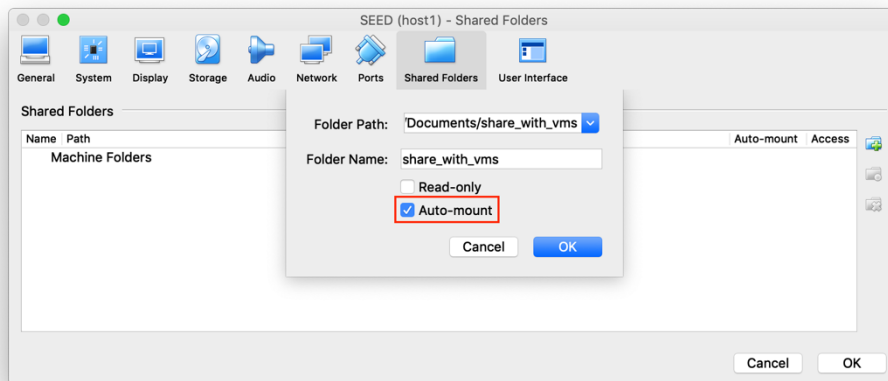 SEED (host1) - Shared Folders
General System Display Storage Audio Network Ports Shared Folders User Interface
Shared Folders
Folder Path: /Documents/share_with_vms
Name Path Auto-mount Access
Machine Folders
Folder Name: share_with_vms
Read-only
Auto-mount
Cancel OK
Cancel OK